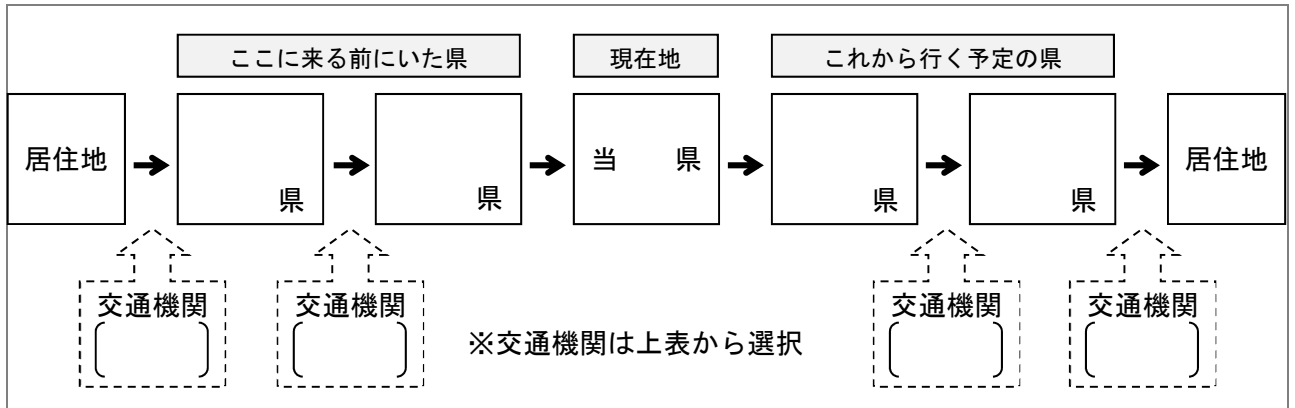 ここに来る前にいた県 現在地 これから行く予定の県
居住地 県 県 当 県 県 県 居住地
交通機関 交通機関 交通機関 交通機関
※交通機関は上表から選択